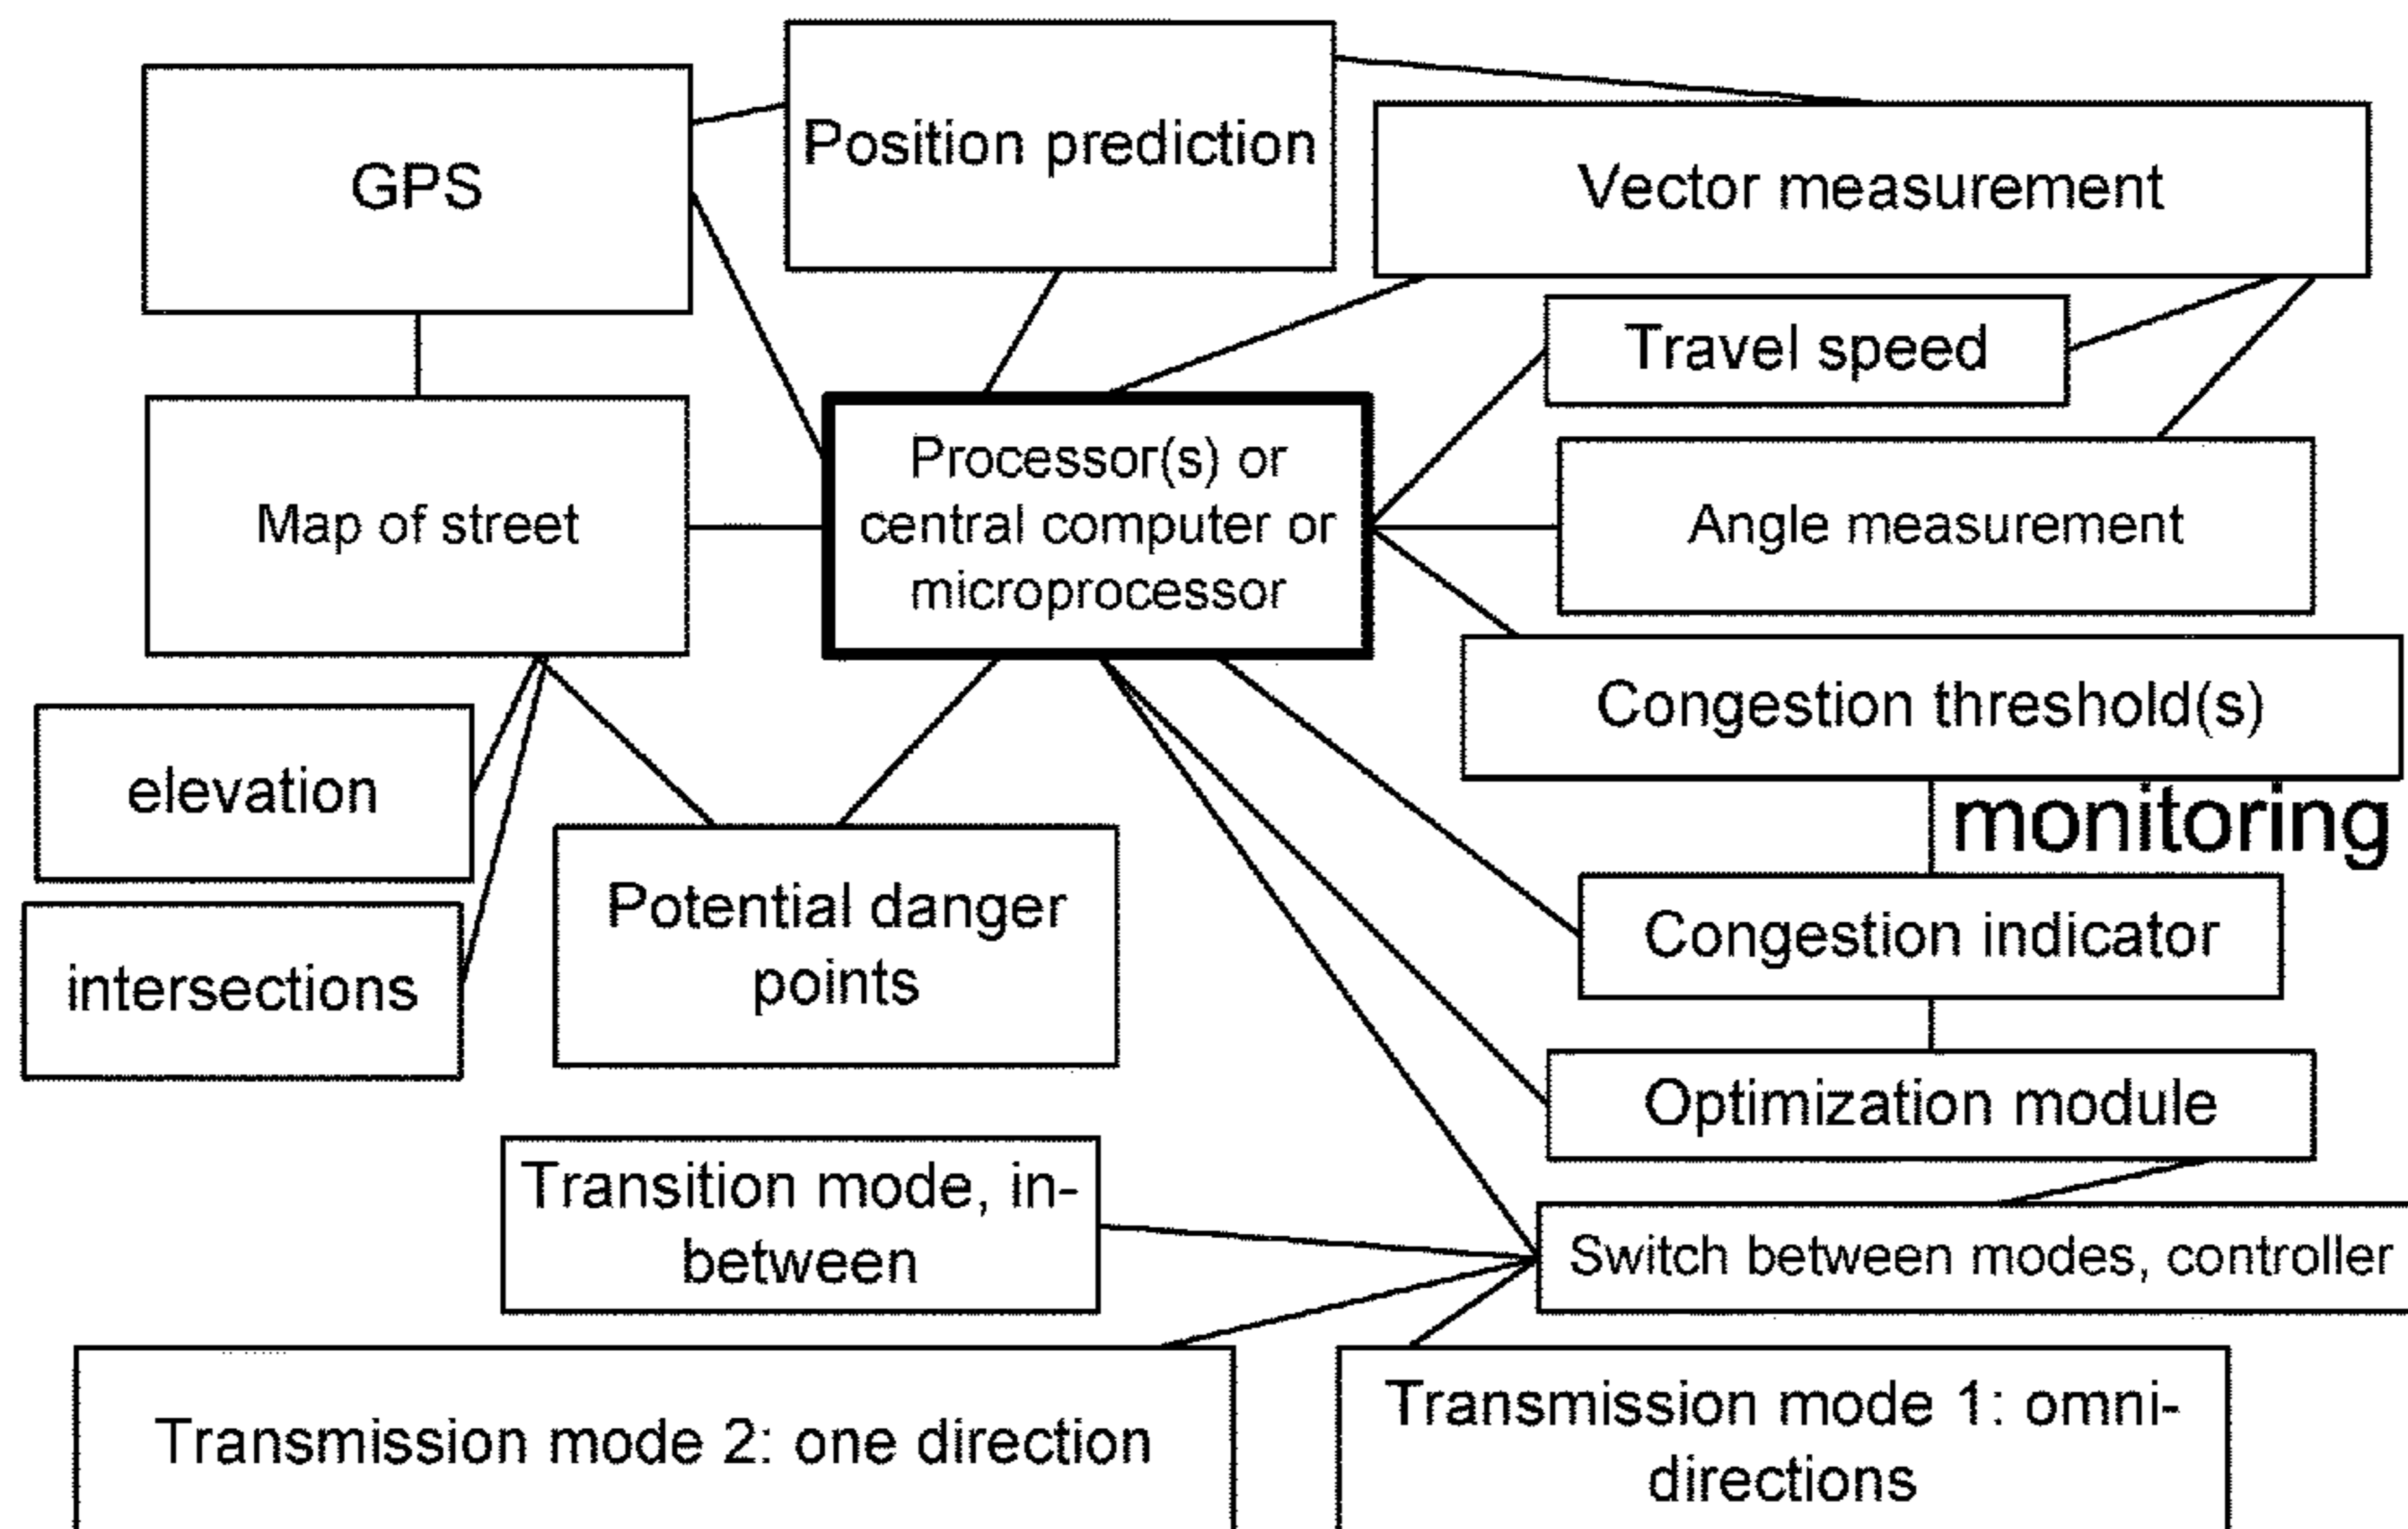 Position prediction
GPS
Vector measurement
Travel speed
Processor(s) or
central computer or
microprocessor
Map of street
Angle measurement
Congestion threshold(s)
elevation
monitoring
Potential danger
points
Congestion indicator
intersections
Optimization module
Transition mode, in-
between
Switch between modes, controller
Transmission mode 2: one direction
Transmission mode 1: omni-
directions